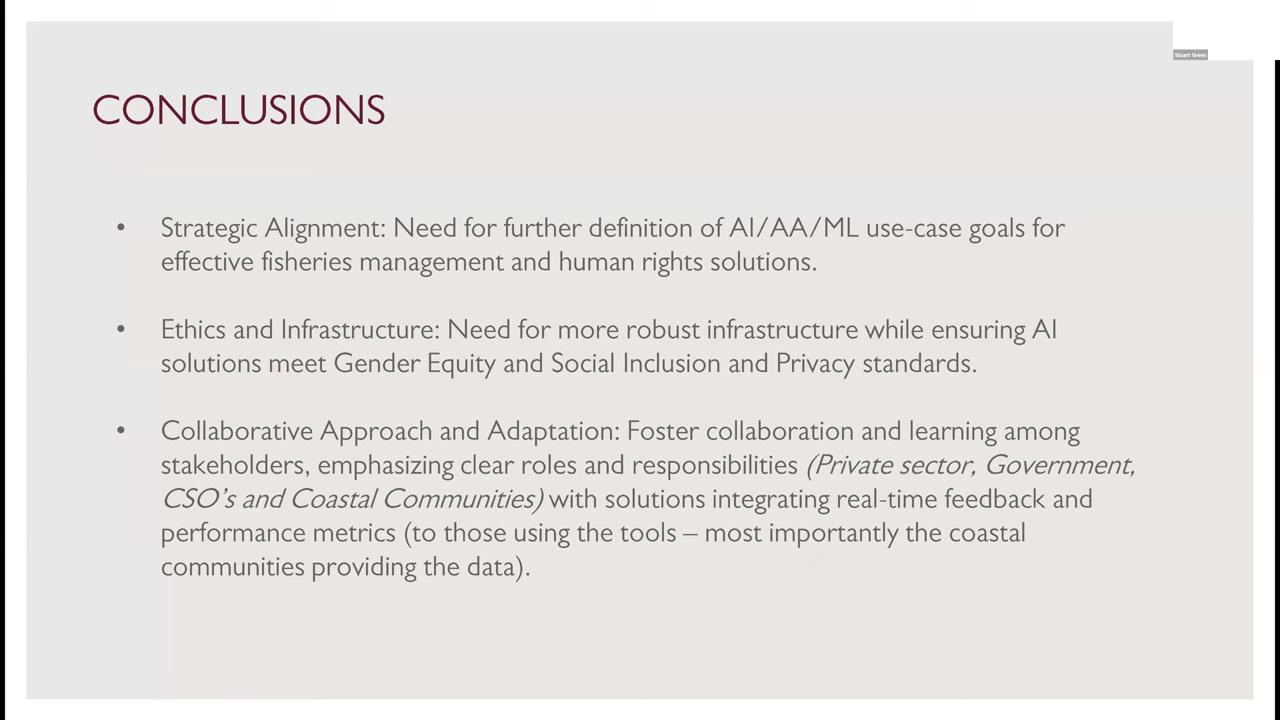 Stuart Green
CONCLUSIONS
• Strategic Alignment: Need for further definition of AI/AA/ML use-case goals for
effective fisheries management and human rights solutions.
• Ethics and Infrastructure: Need for more robust infrastructure while ensuring AI
solutions meet Gender Equity and Social Inclusion and Privacy standards.
• Collaborative Approach and Adaptation: Foster collaboration and learning among
stakeholders, emphasizing clear roles and responsibilities (Private sector, Government,
CSO's and Coastal Communities) with solutions integrating real-time feedback and
performance metrics (to those using the tools – most importantly the coastal
communities providing the data).